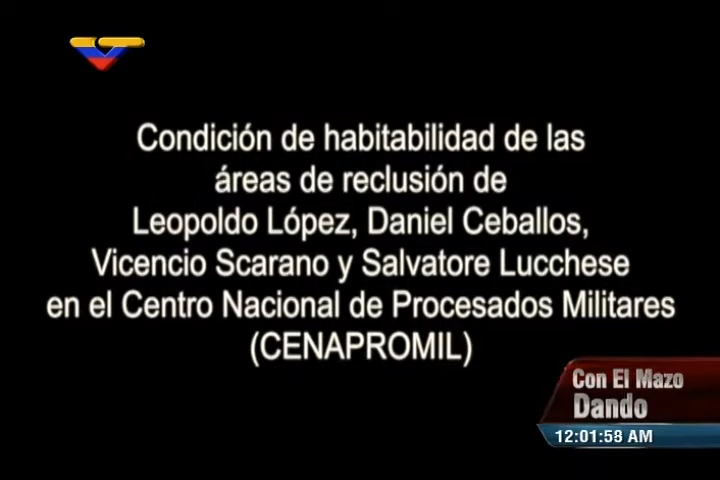 Condición de habitabilidad de las
áreas de reclusión de
Leopoldo López, Daniel Ceballos,
Vicencio Scarano y Salvatore Lucchese
en el Centro Nacional de Procesados Militares
(CENAPROMIL)
Con El Mazo
Dando
12:01:58 AM